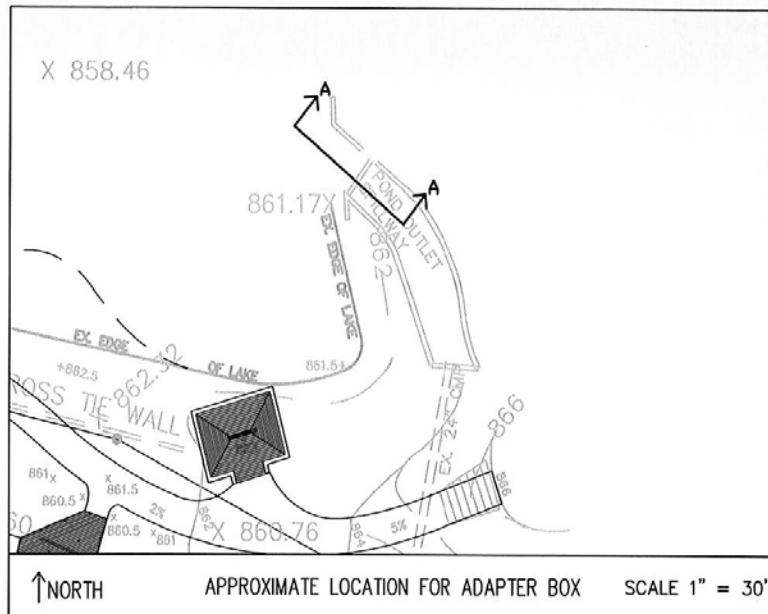 X 858.46
A
A
861.17X
POND OUTLET
SPILLWAY
862
EX. EDGE OF LAKE
EX. EDGE
OF LAKE
861.5+
+862.5
862.32
ROSS TIE WALL
EX. 24" CMP
866
866
861 x
x 861.5
860.5 x
2%
60
x
860.5
x 861
862
X 860.76
864
5%
↑NORTH
APPROXIMATE LOCATION FOR ADAPTER BOX
SCALE 1" = 30'